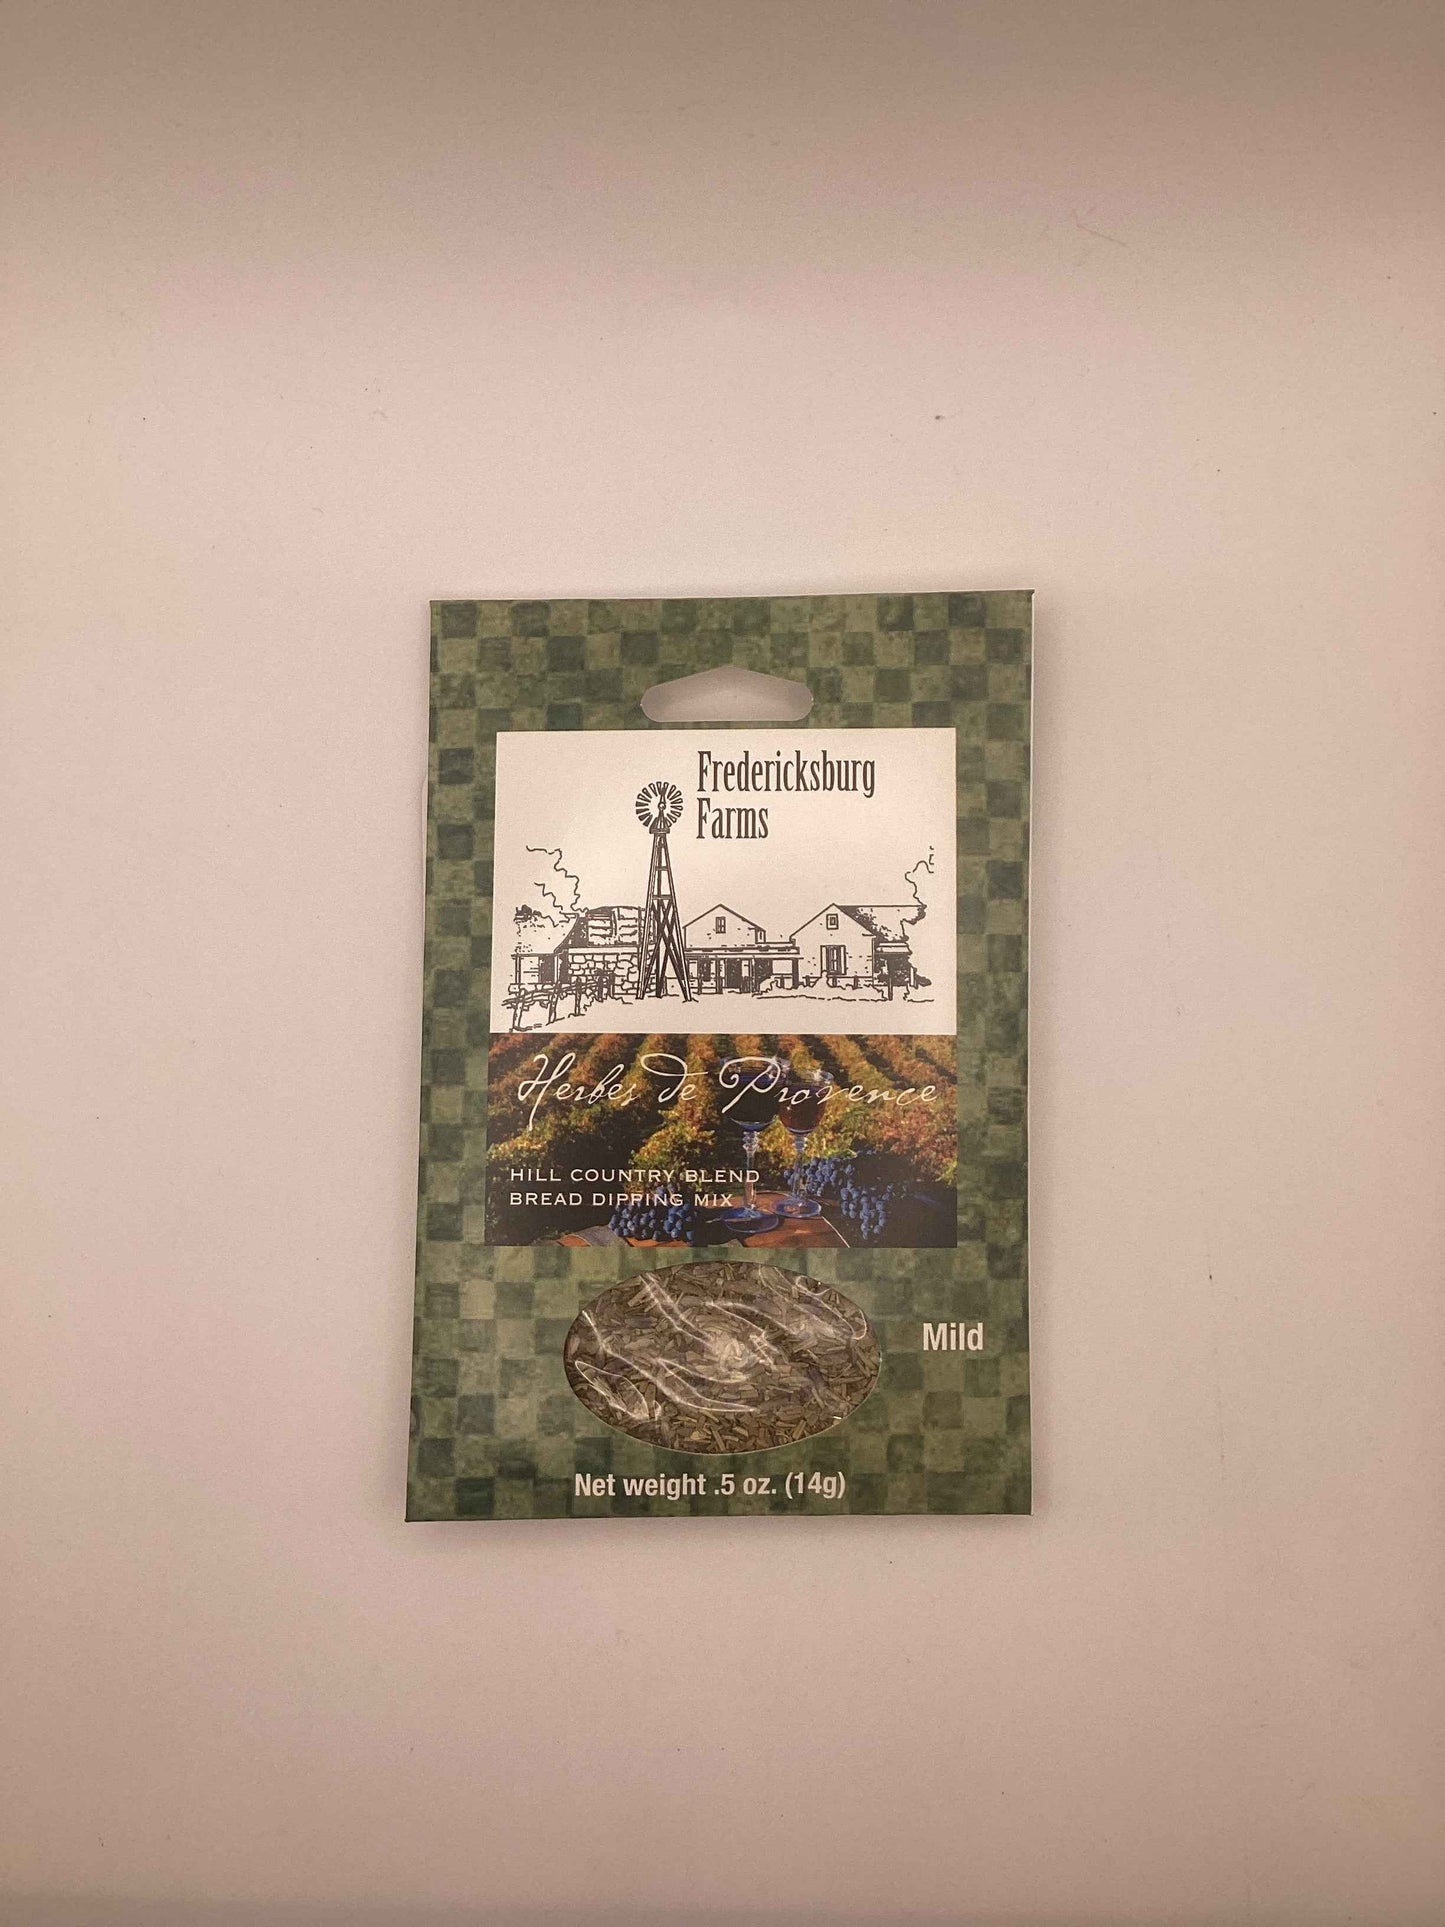 Fredericksburg
Farms
Herbes de Provence
HILL COUNTRY BLEND
BREAD DIPPING MIX
Mild
Net weight .5 oz. (14g)